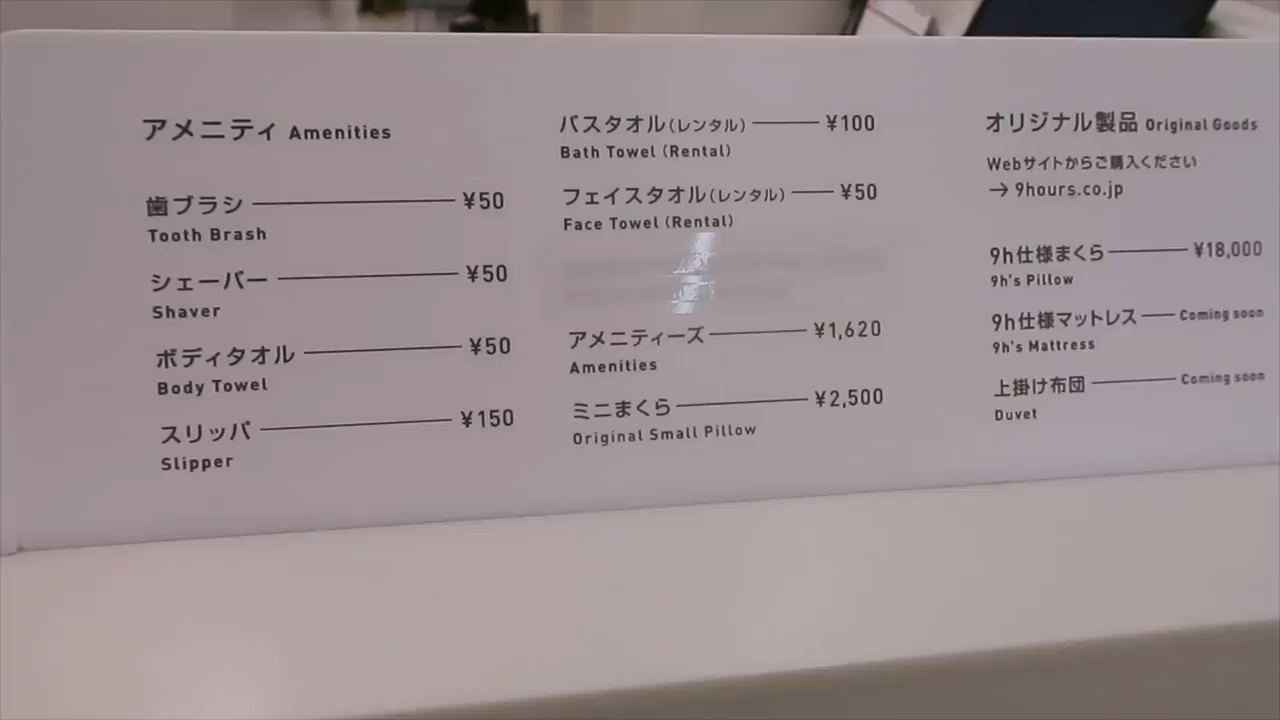 アメニティ Amenities
歯ブラシ ¥50
Tooth Brash
シェーバー ¥50
Shaver
ボディタオル ¥50
Body Towel
スリッパ ¥150
Slipper
バスタオル(レンタル) ¥100
Bath Towel (Rental)
フェイスタオル(レンタル) ¥50
Face Towel (Rental)
アメニティーズ ¥1,620
Amenities
ミニまくら ¥2,500
Original Small Pillow
オリジナル製品 Original Goods
Webサイトからご購入ください
→ 9hours.co.jp
9h仕様まくら ¥18,000
9h's Pillow
9h仕様マットレス Coming soon
9h's Mattress
上掛け布団 Coming soon
Duvet